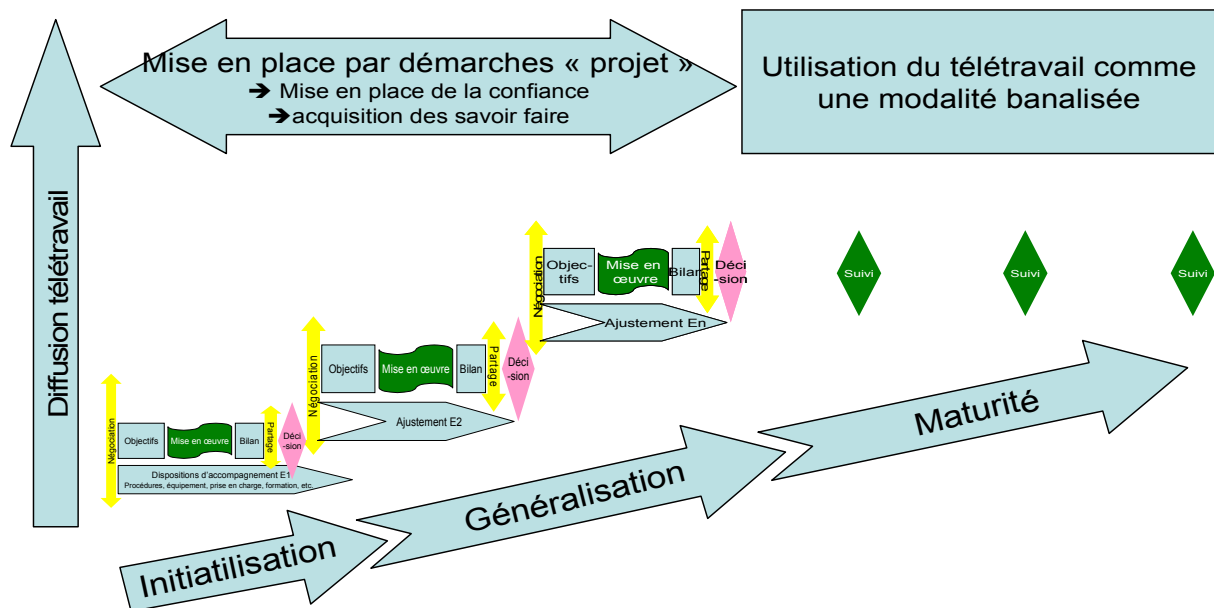 Mise en place par démarches « projet »
➔ Mise en place de la confiance
➔acquisition des savoir faire
Utilisation du télétravail comme
une modalité banalisée
Diffusion télétravail
Négociation
Objec-
tifs
Mise en
œuvre
Bilan
Partage
Déci
-sion
Ajustement En
Suivi
Suivi
Suivi
Négociation
Objectifs
Mise en œuvre
Bilan
Partage
Déci
-sion
Ajustement E2
Négociation
Objectifs
Mise en œuvre
Bilan
Partage
Déci
-sion
Dispositions d'accompagnement E1
Procédures, équipement, prise en charge, formation, etc.
Initiatilisation
Généralisation
Maturité